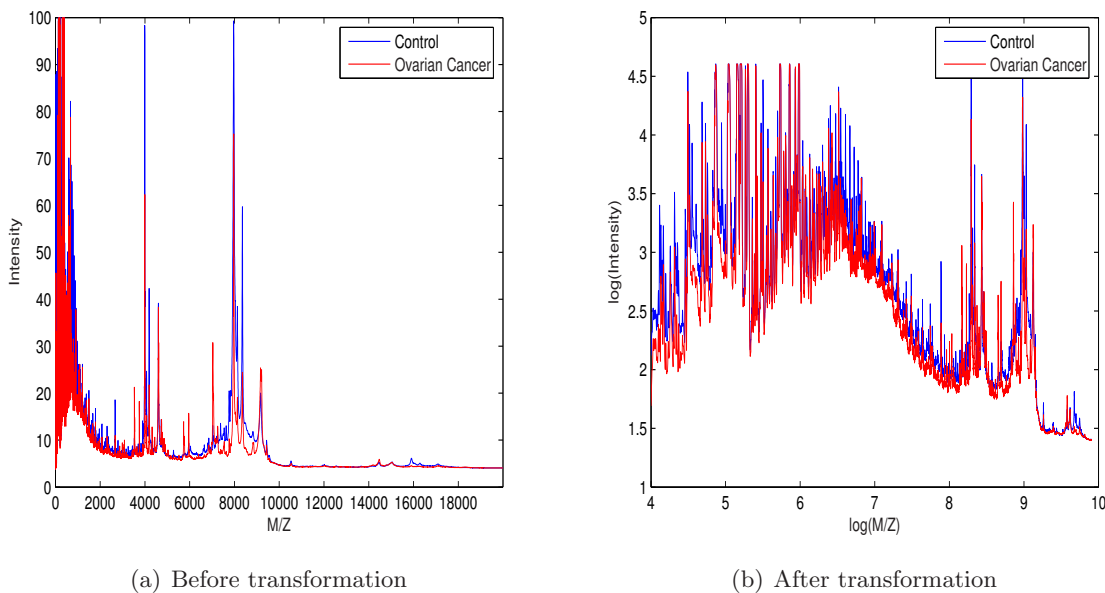 100
90
80
70
60
50
40
30
20
10
0
Intensity
0 2000 4000 6000 8000 10000 12000 14000 16000 18000
M/Z
Control
Ovarian Cancer
(a) Before transformation
5
4.5
4
3.5
3
2.5
2
1.5
1
log(Intensity)
4 5 6 7 8 9 10
log(M/Z)
Control
Ovarian Cancer
(b) After transformation